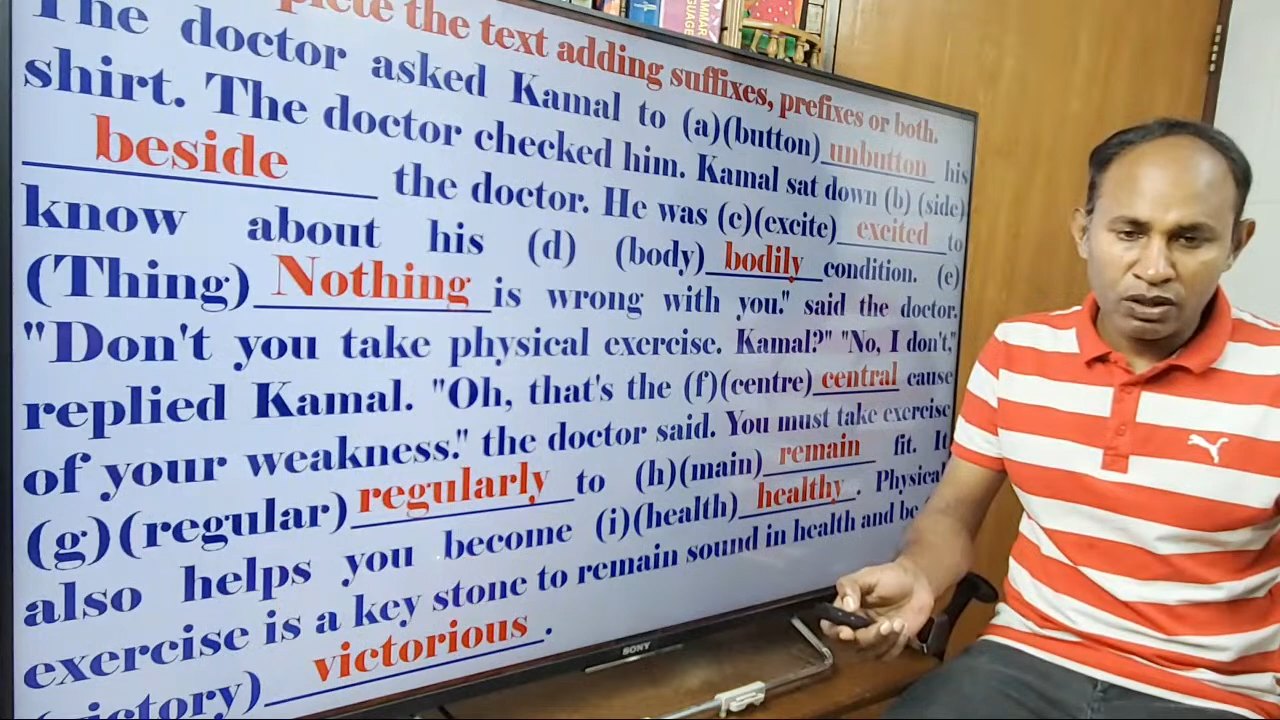 the text adding suffixes, prefixes or both.
The doctor asked Kamal to (a)(button) unbutton his
shirt. The doctor checked him. Kamal sat down (b) (side)
beside the doctor. He was (c)(excite) excited to
know about his (d) (body) bodily condition. (e)
(Thing) Nothing is wrong with you." said the doctor.
"Don't you take physical exercise. Kamal?" "No, I don't,"
replied Kamal. "Oh, that's the (f)(centre) central cause
of your weakness." the doctor said. You must take exercise
(g)(regular) regularly to (h)(main) remain fit. It
also helps you become (i)(health) healthy. Physical
exercise is a key stone to remain sound in health and be
victory) victorious.
SONY